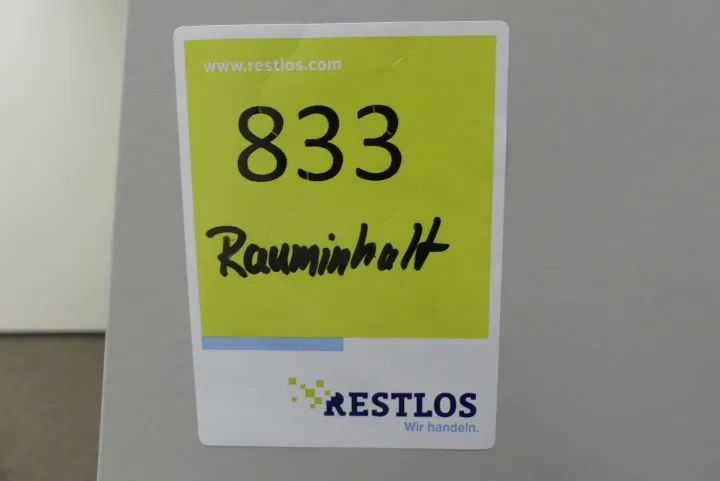 www.restlos.com
833
Rauminhalt
RESTLOS
Wir handeln.